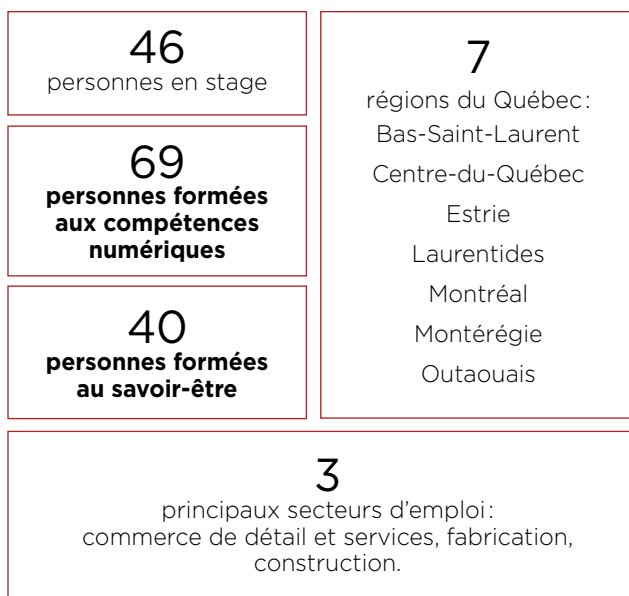 46
personnes en stage
69
personnes formées
aux compétences
numériques
40
personnes formées
au savoir-être
7
régions du Québec :
Bas-Saint-Laurent
Centre-du-Québec
Estrie
Laurentides
Montréal
Montérégie
Outaouais
3
principaux secteurs d’emploi :
commerce de détail et services, fabrication,
construction.